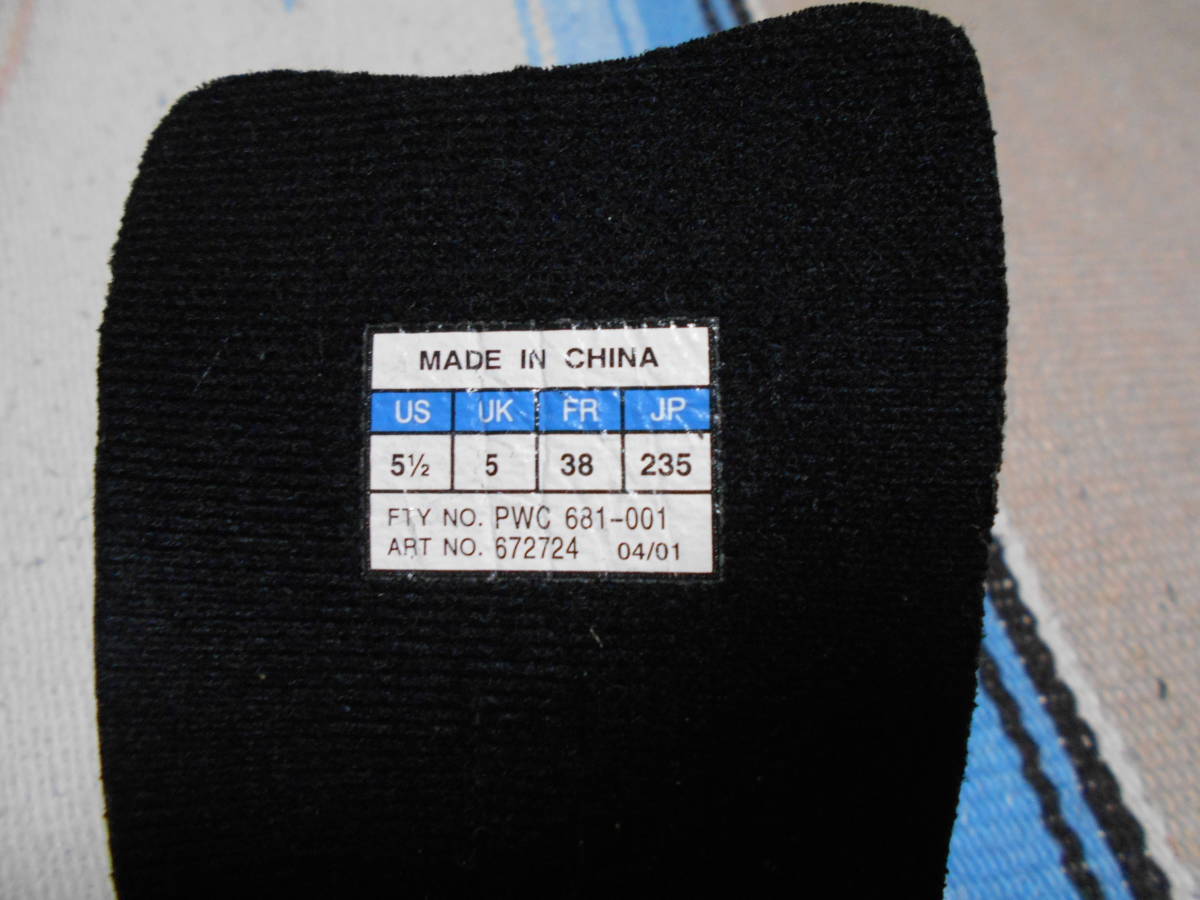 MADE IN CHINA
US UK FR JP
5½ 5 38 235
FTY NO. PWC 681-001
ART NO. 672724 04/01